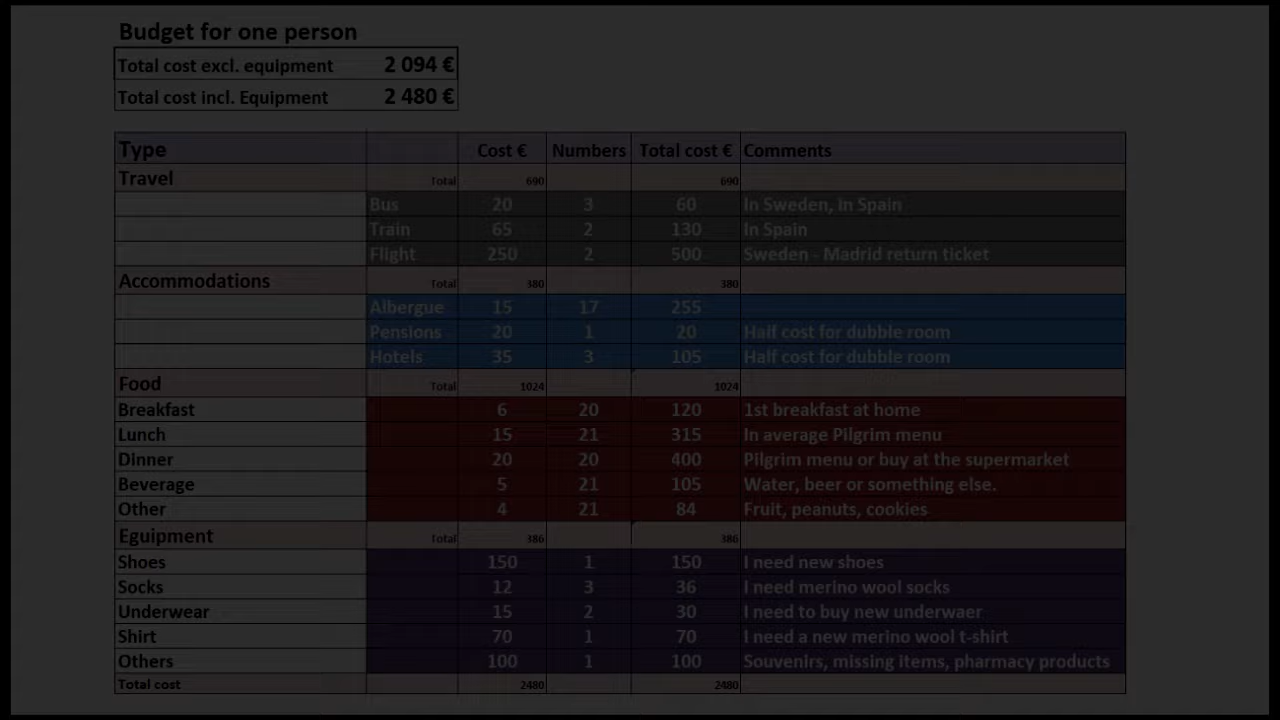 Budget for one person
Total cost excl. equipment 2 094 €
Total cost incl. Equipment 2 480 €
Type Cost € Numbers Total cost € Comments
Travel Total 690 690
Bus 20 3 60 In Sweden, in Spain
Train 65 2 130 In Spain
Flight 250 2 500 Sweden - Madrid return ticket
Accommodations Total 380 380
Albergue 15 17 255
Pensions 20 1 20 Half cost for dubble room
Hotels 35 3 105 Half cost for dubble room
Food Total 1024 1024
Breakfast 6 20 120 1st breakfast at home
Lunch 15 21 315 In average Pilgrim menu
Dinner 20 20 400 Pilgrim menu or buy at the supermarket
Beverage 5 21 105 Water, beer or something else.
Other 4 21 84 Fruit, peanuts, cookies
Eguipment Total 386 386
Shoes 150 1 150 I need new shoes
Socks 12 3 36 I need merino wool socks
Underwear 15 2 30 I need to buy new underwaer
Shirt 70 1 70 I need a new merino wool t-shirt
Others 100 1 100 Souvenirs, missing items, pharmacy products
Total cost 2480 2480